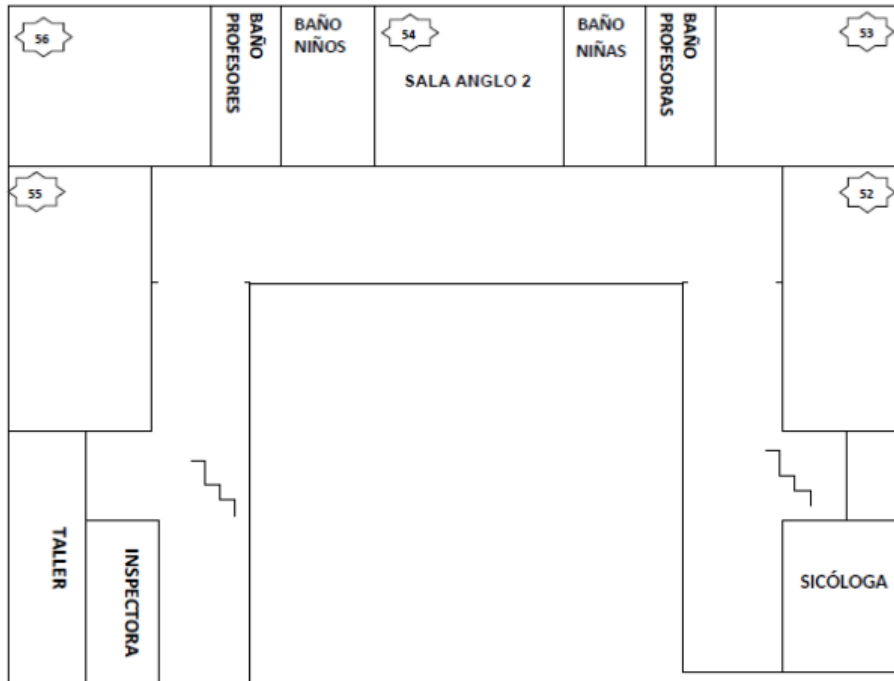 56
BAÑO
PROFESORES
BAÑO
NIÑOS
54
SALA ANGLO 2
BAÑO
NIÑAS
BAÑO
PROFESORAS
53
55
52
TALLER
INSPECTORA
SICÓLOGA